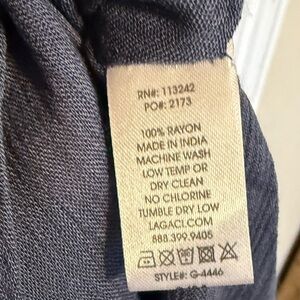 RN#: 113242
PO#: 2173
100% RAYON
MADE IN INDIA
MACHINE WASH
LOW TEMP OR
DRY CLEAN
NO CHLORINE
TUMBLE DRY LOW
LAGACI.COM
888.399.9405
STYLE#: G-4446